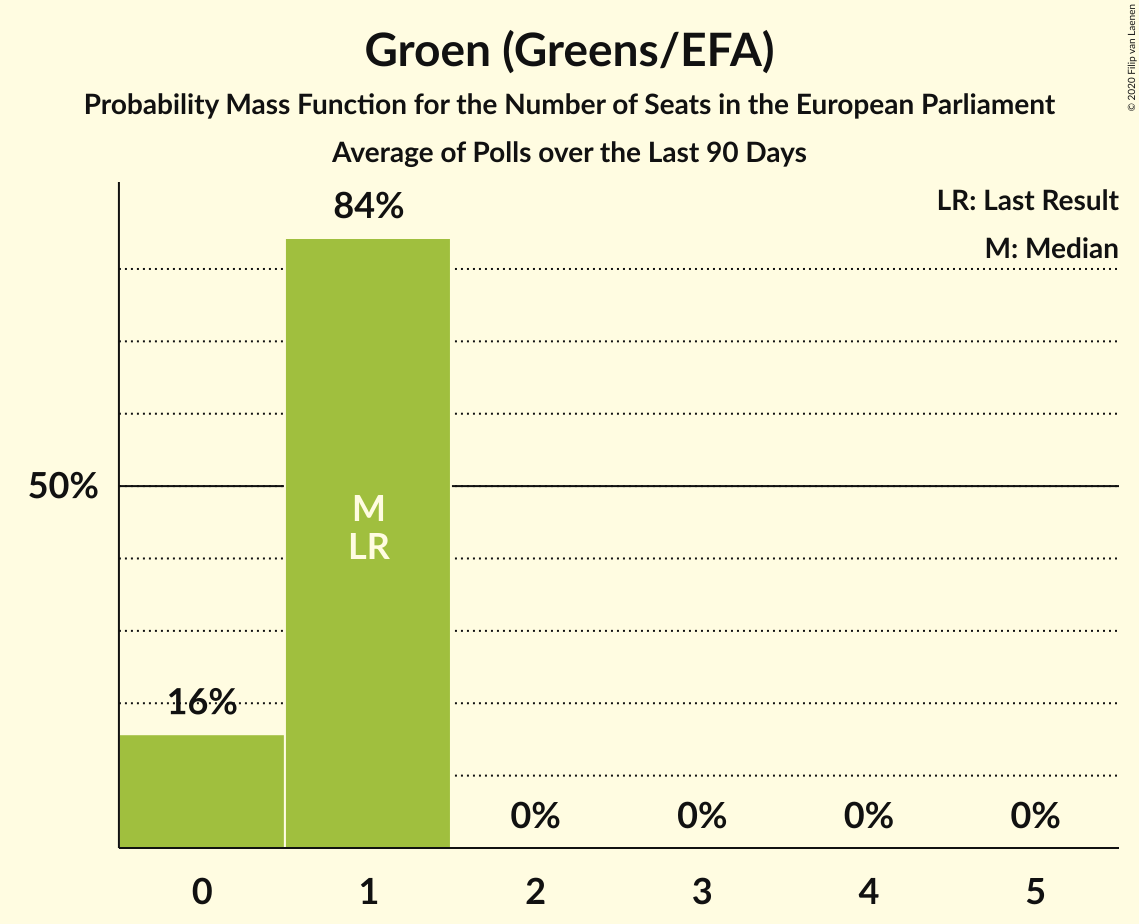 Groen (Greens/EFA)
Probability Mass Function for the Number of Seats in the European Parliament
Average of Polls over the Last 90 Days
© 2020 Filip van Laenen
LR: Last Result
M: Median
84%
50%
M
LR
16%
0%
0%
0%
0%
0
1
2
3
4
5